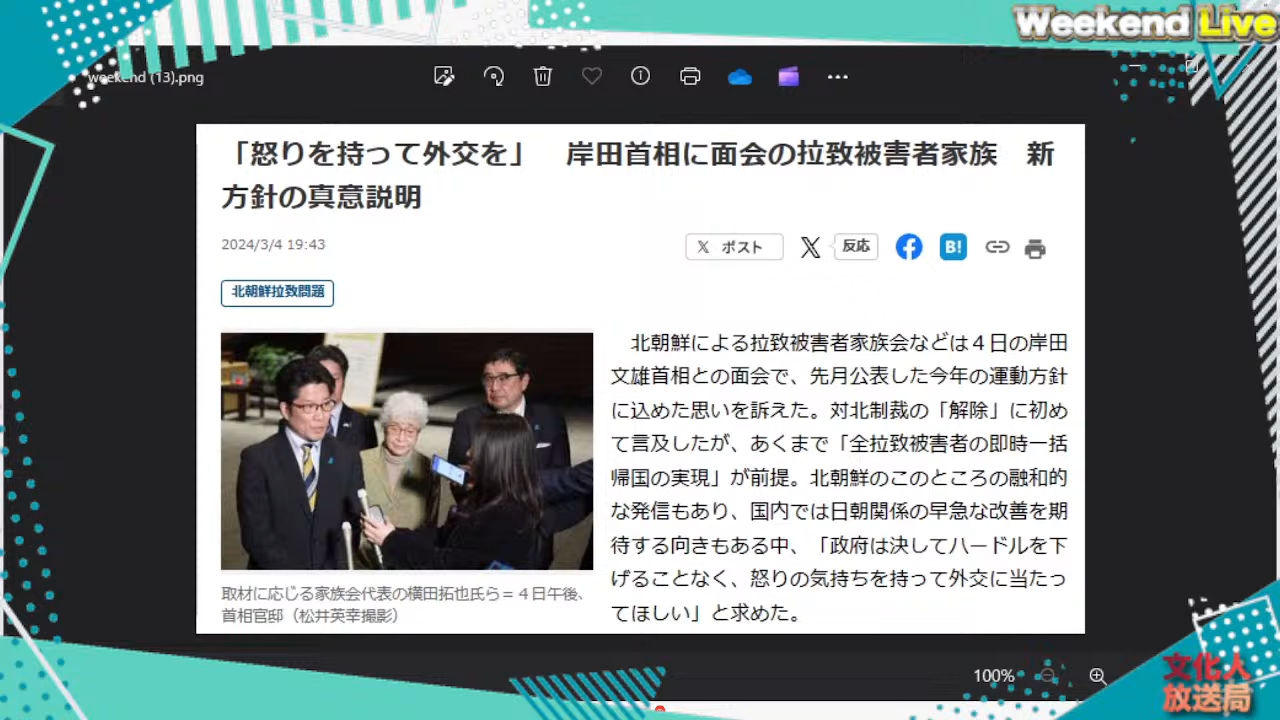 Weekend Live
weekend (13).png
「怒りを持って外交を」　岸田首相に面会の拉致被害者家族　新
方針の真意説明
2024/3/4 19:43
X ポスト
X 反応
B!
北朝鮮拉致問題
北朝鮮による拉致被害者家族会などは４日の岸田
文雄首相との面会で、先月公表した今年の運動方針
に込めた思いを訴えた。対北制裁の「解除」に初め
て言及したが、あくまで「全拉致被害者の即時一括
帰国の実現」が前提。北朝鮮のこのところの融和的
な発信もあり、国内では日朝関係の早急な改善を期
待する向きもある中、「政府は決してハードルを下
げることなく、怒りの気持ちを持って外交に当たっ
てほしい」と求めた。
取材に応じる家族会代表の横田拓也氏ら＝４日午後、
首相官邸（松井英幸撮影）
100%
文化人
放送局